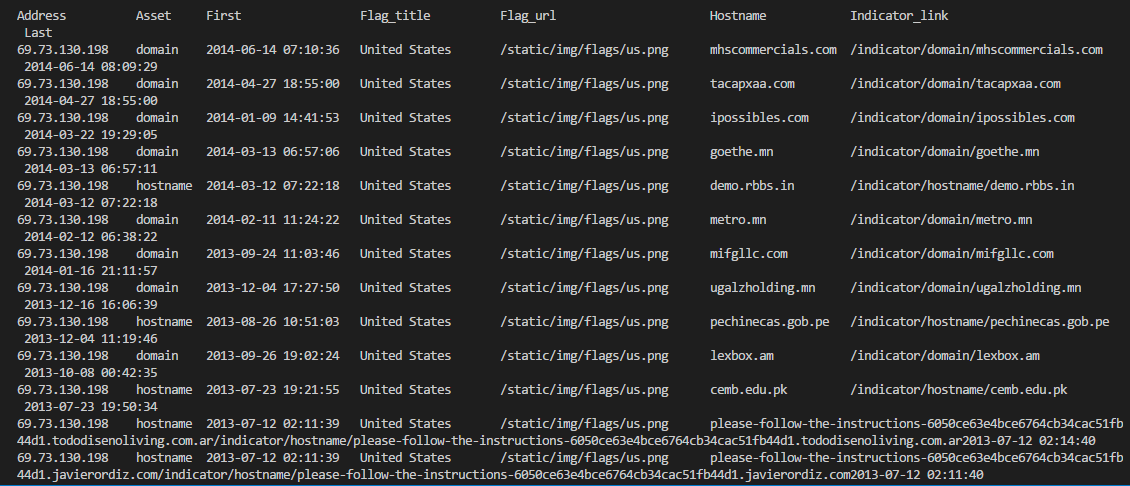 Address Asset First Flag_title Flag_url Hostname Indicator_link
Last
69.73.130.198 domain 2014-06-14 07:10:36 United States /static/img/flags/us.png mhscommercials.com /indicator/domain/mhscommercials.com
2014-06-14 08:09:29
69.73.130.198 domain 2014-04-27 18:55:00 United States /static/img/flags/us.png tacapxaa.com /indicator/domain/tacapxaa.com
2014-04-27 18:55:00
69.73.130.198 domain 2014-01-09 14:41:53 United States /static/img/flags/us.png ipossibles.com /indicator/domain/ipossibles.com
2014-03-22 19:29:05
69.73.130.198 domain 2014-03-13 06:57:06 United States /static/img/flags/us.png goethe.mn /indicator/domain/goethe.mn
2014-03-13 06:57:11
69.73.130.198 hostname 2014-03-12 07:22:18 United States /static/img/flags/us.png demo.rbbs.in /indicator/hostname/demo.rbbs.in
2014-03-12 07:22:18
69.73.130.198 domain 2014-02-11 11:24:22 United States /static/img/flags/us.png metro.mn /indicator/domain/metro.mn
2014-02-12 06:38:22
69.73.130.198 domain 2013-09-24 11:03:46 United States /static/img/flags/us.png mifgllc.com /indicator/domain/mifgllc.com
2014-01-16 21:11:57
69.73.130.198 domain 2013-12-04 17:27:50 United States /static/img/flags/us.png ugalzholding.mn /indicator/domain/ugalzholding.mn
2013-12-16 16:06:39
69.73.130.198 hostname 2013-08-26 10:51:03 United States /static/img/flags/us.png pechinecas.gob.pe /indicator/hostname/pechinecas.gob.pe
2013-12-04 11:19:46
69.73.130.198 domain 2013-09-26 19:02:24 United States /static/img/flags/us.png lexbox.am /indicator/domain/lexbox.am
2013-10-08 00:42:35
69.73.130.198 hostname 2013-07-23 19:21:55 United States /static/img/flags/us.png cemb.edu.pk /indicator/hostname/cemb.edu.pk
2013-07-23 19:50:34
69.73.130.198 hostname 2013-07-12 02:11:39 United States /static/img/flags/us.png please-follow-the-instructions-6050ce63e4bce6764cb34cac51fb
44d1.tododisenoliving.com.ar/indicator/hostname/please-follow-the-instructions-6050ce63e4bce6764cb34cac51fb44d1.tododisenoliving.com.ar2013-07-12 02:14:40
69.73.130.198 hostname 2013-07-12 02:11:39 United States /static/img/flags/us.png please-follow-the-instructions-6050ce63e4bce6764cb34cac51fb
44d1.javierordiz.com/indicator/hostname/please-follow-the-instructions-6050ce63e4bce6764cb34cac51fb44d1.javierordiz.com2013-07-12 02:11:40